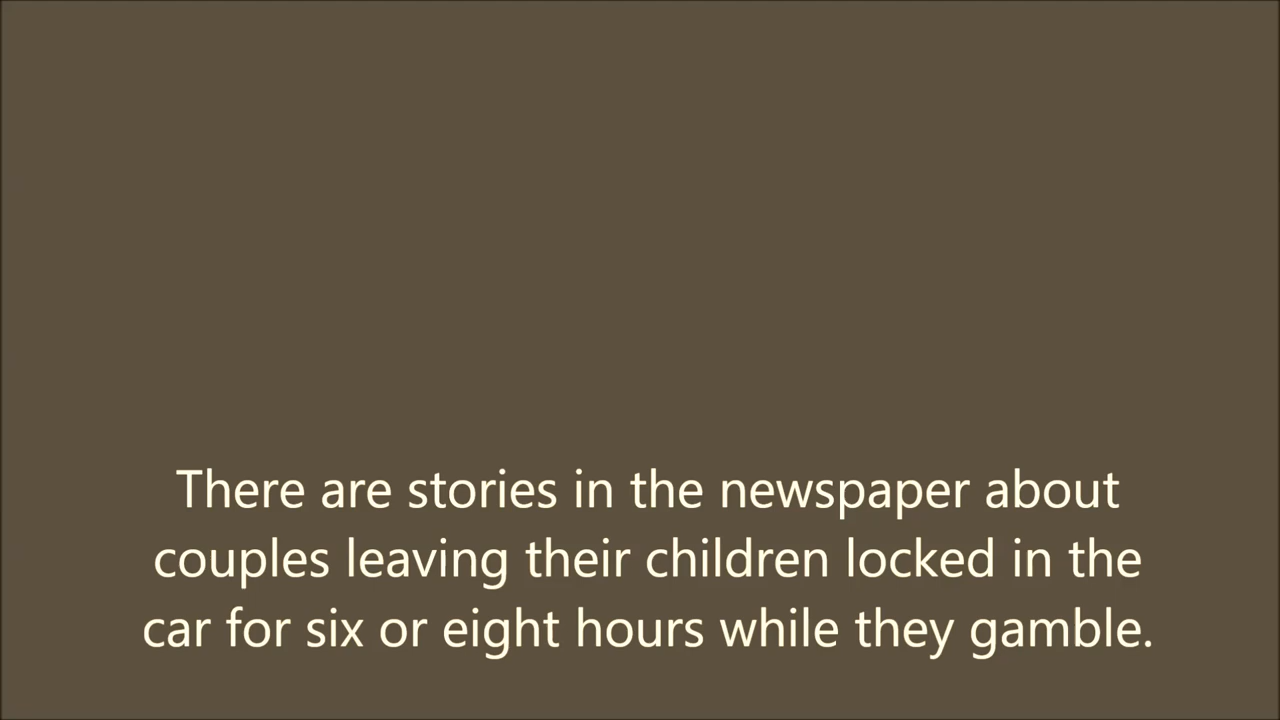 There are stories in the newspaper about
couples leaving their children locked in the
car for six or eight hours while they gamble.